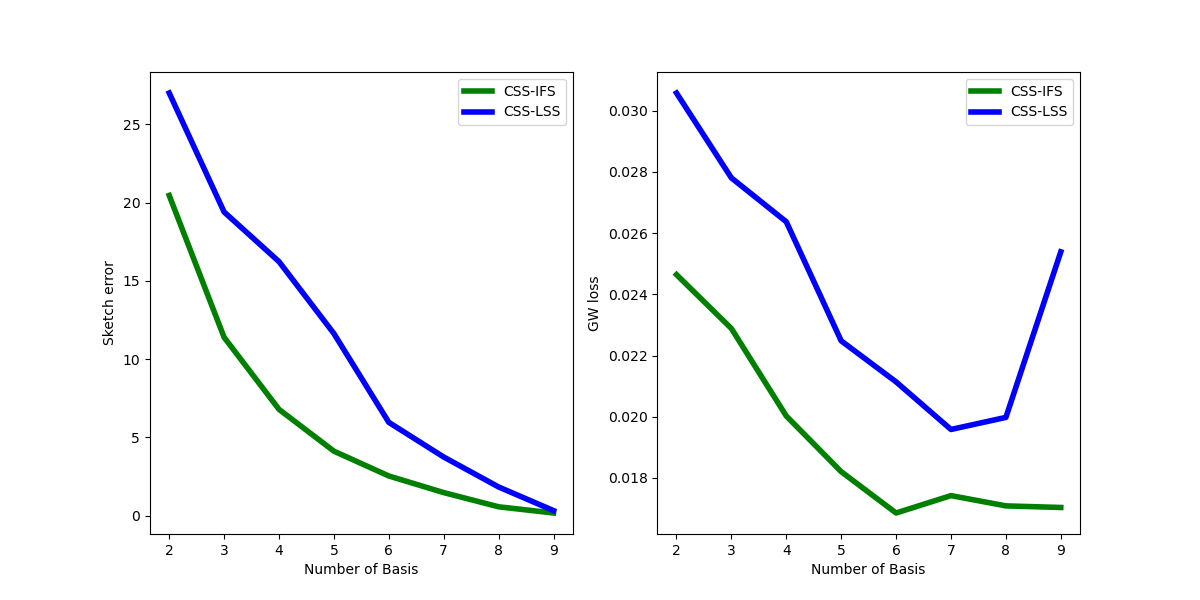 CSS-IFS
CSS-LSS
25
20
15
10
5
0
Sketch error
2 3 4 5 6 7 8 9
Number of Basis
CSS-IFS
CSS-LSS
0.030
0.028
0.026
0.024
0.022
0.020
0.018
GW loss
2 3 4 5 6 7 8 9
Number of Basis